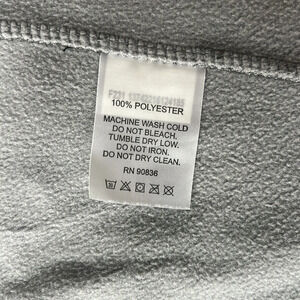 100% POLYESTER
MACHINE WASH COLD
DO NOT BLEACH.
TUMBLE DRY LOW.
DO NOT IRON.
DO NOT DRY CLEAN.
RN 90836